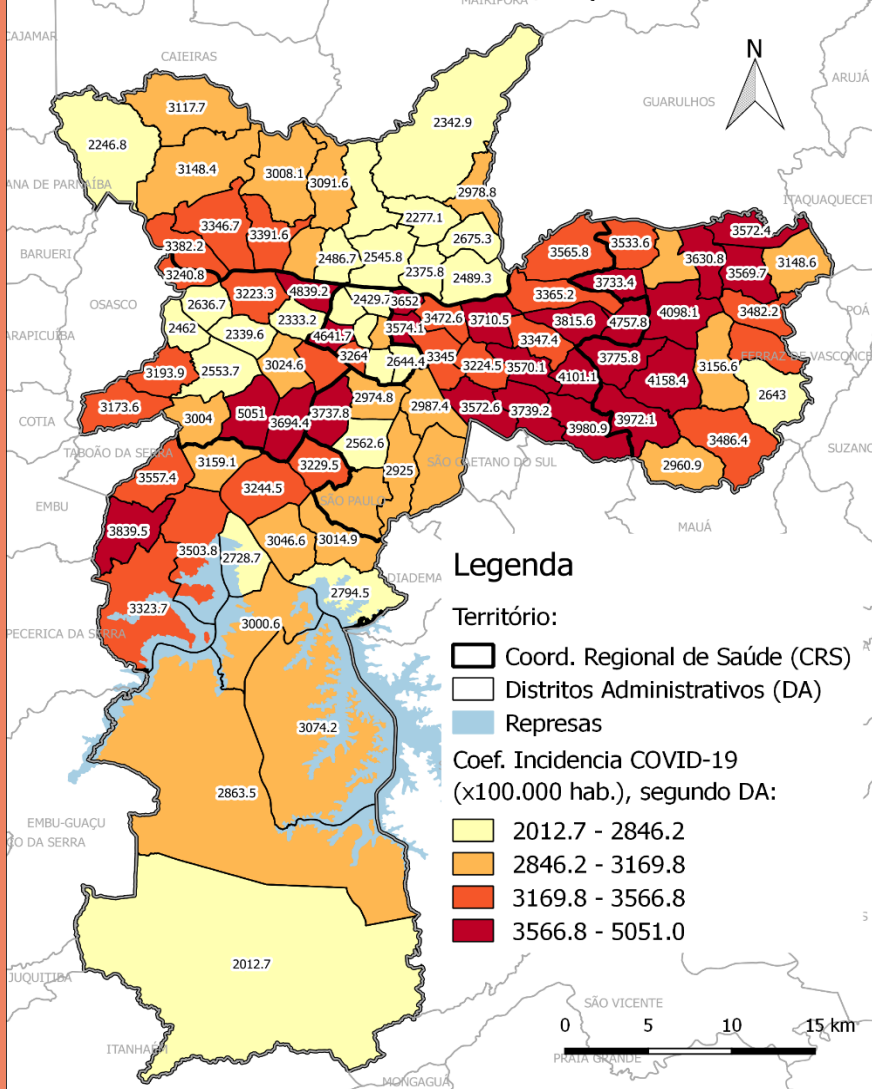 MAIRIPORÃ
CAJAMAR
CAIEIRAS
N
ARUJÁ
GUARULHOS
3117.7
2342.9
2246.8
3148.4
3008.1
3091.6
2978.8
ANA DE PARNAÍBA
ITAQUAQUECET
2277.1
3346.7
3391.6
2675.3
3572.4
BARUERI
3382.2
2486.7
2545.8
3565.8
3533.6
3630.8
3148.6
3240.8
2375.8
2489.3
3733.4
3569.7
OSASCO
3223.3
4839.2
2429.7
3652
3365.2
4098.1
3482.2
POÁ
2636.7
2333.2
3472.6
3710.5
3815.6
4757.8
ARAPICUÍBA
2462
2339.6
4641.7
3574.1
3347.4
3264
2644.4
3345
3775.8
3156.6
FERRAZ DE VASCONCE
3193.9
2553.7
3024.6
3224.5
3570.1
4101.1
4158.4
2643
3173.6
2974.8
2987.4
COTIA
3004
5051
3694.4
3737.8
3572.6
3739.2
3980.9
3972.1
3486.4
SUZANO
TABOÃO DA SERRA
2562.6
2960.9
3159.1
3229.5
2925
SÃO CAETANO DO SUL
3557.4
3244.5
SÃO PAULO
EMBU
MAUÁ
3839.5
3503.8
2728.7
3046.6
3014.9
DIADEMA
2794.5
3323.7
3000.6
PECERICA DA SERRA
3074.2
2863.5
EMBU-GUAÇU
ÇO DA SERRA
2012.7
JUQUITIBA
ITANHAÉM
MONGAGUÁ
SÃO VICENTE
PRAIA GRANDE
Legenda
Território:
Coord. Regional de Saúde (CRS)
Distritos Administrativos (DA)
Represas
Coef. Incidencia COVID-19
(x100.000 hab.), segundo DA:
2012.7 - 2846.2
2846.2 - 3169.8
3169.8 - 3566.8
3566.8 - 5051.0
0 5 10 15 km